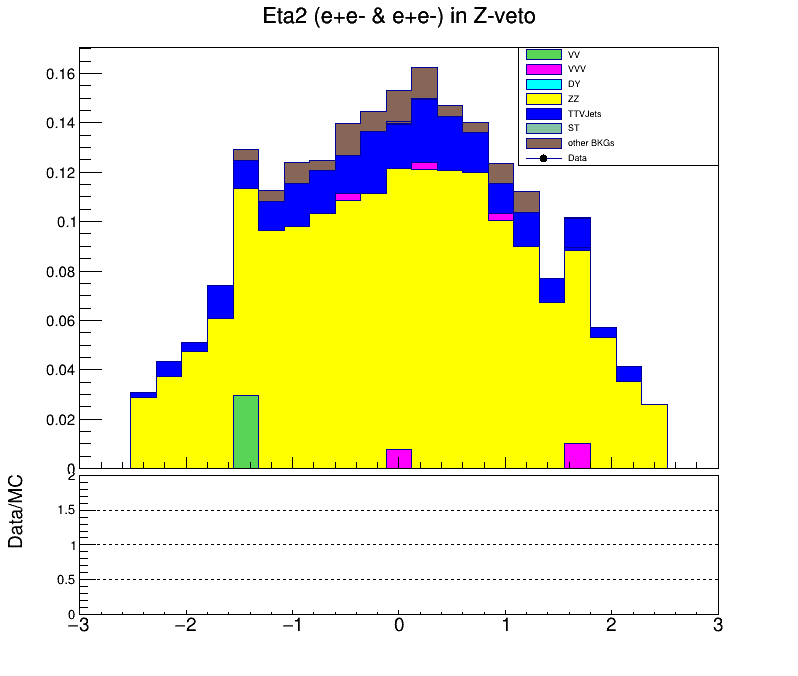 Eta2 (e+e- & e+e-) in Z-veto
VV
VVV
DY
ZZ
TTVJets
ST
other BKGs
Data
0.16
0.14
0.12
0.1
0.08
0.06
0.04
0.02
0
Data/MC
2
1.5
1
0.5
0
−3 −2 −1 0 1 2 3